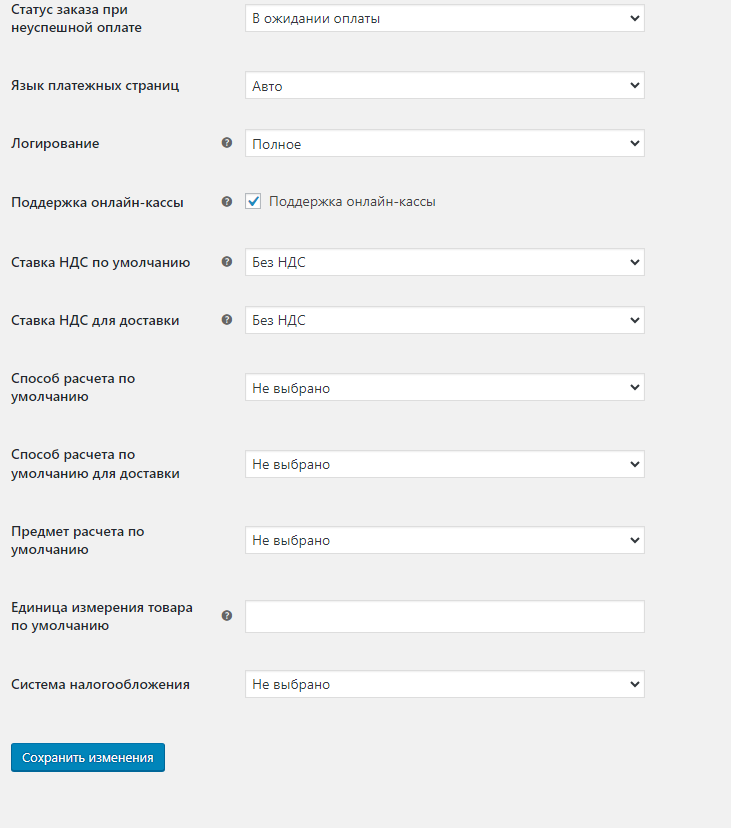 Статус заказа при
неуспешной оплате
В ожидании оплаты
Язык платежных страниц
Авто
Логирование
Полное
Поддержка онлайн-кассы
Поддержка онлайн-кассы
Ставка НДС по умолчанию
Без НДС
Ставка НДС для доставки
Без НДС
Способ расчета по
умолчанию
Не выбрано
Способ расчета по
умолчанию для доставки
Не выбрано
Предмет расчета по
умолчанию
Не выбрано
Единица измерения товара
по умолчанию
Система налогообложения
Не выбрано
Сохранить изменения